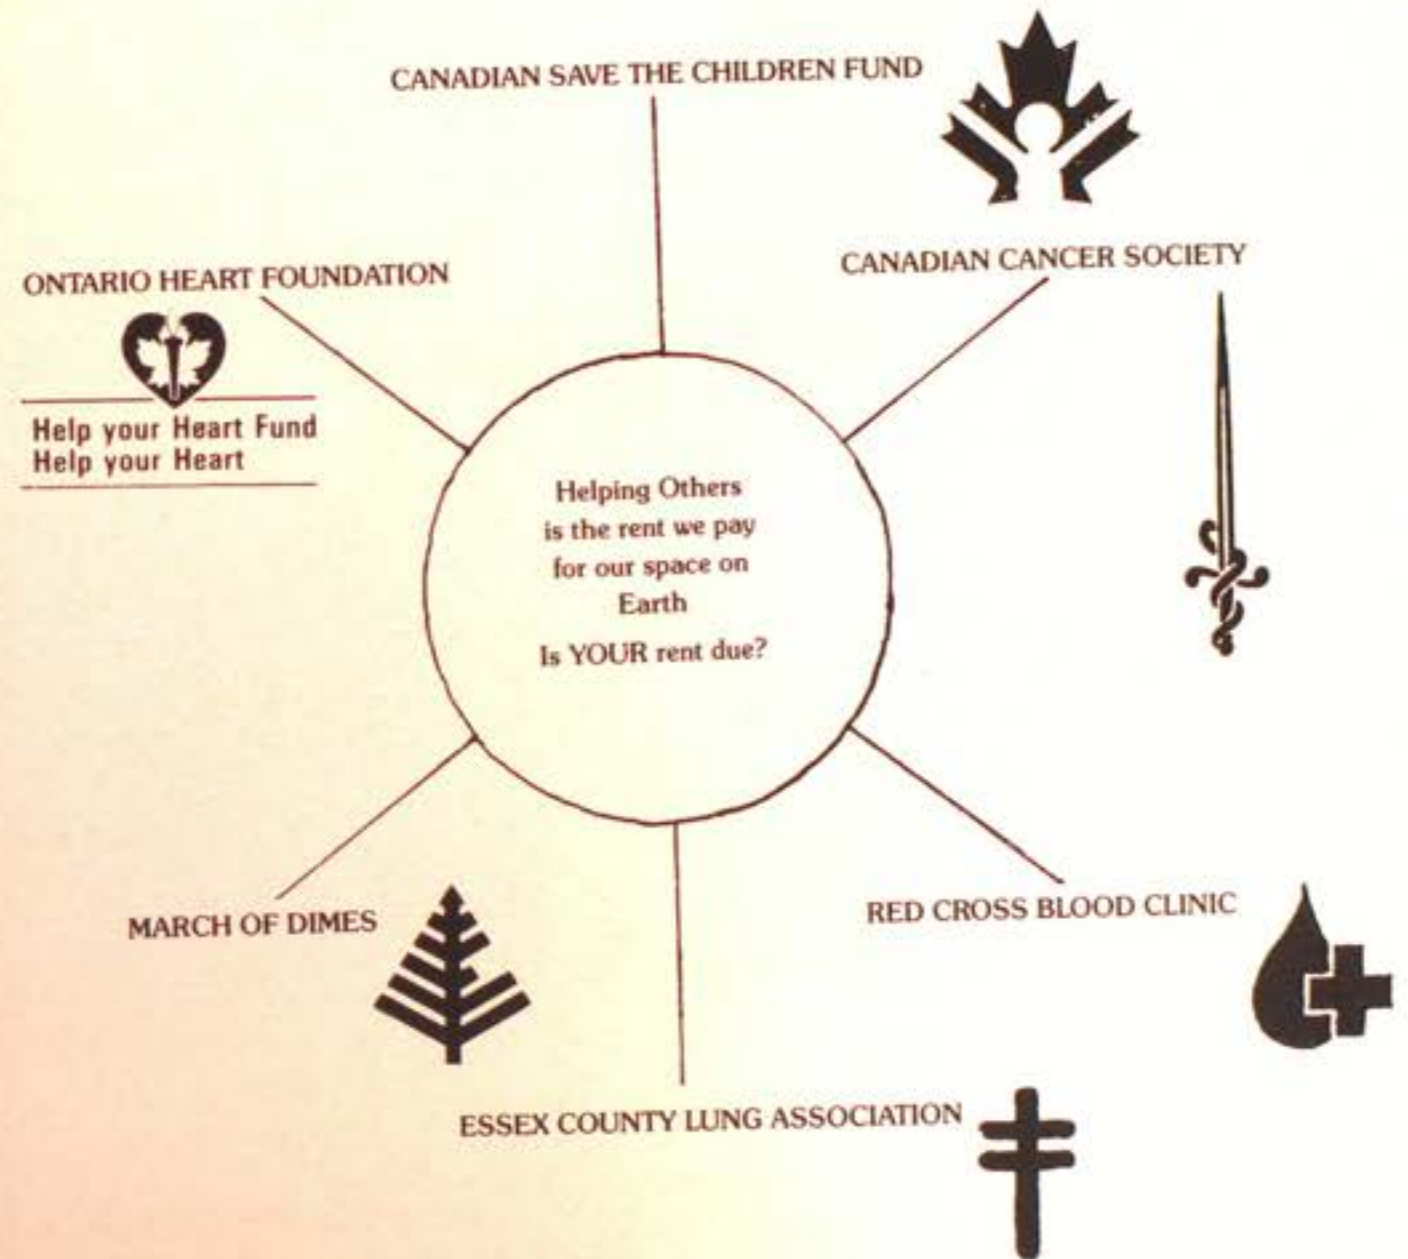 CANADIAN SAVE THE CHILDREN FUND
CANADIAN CANCER SOCIETY
ONTARIO HEART FOUNDATION
Help your Heart Fund
Help your Heart
Helping Others
is the rent we pay
for our space on
Earth
Is YOUR rent due?
MARCH OF DIMES
RED CROSS BLOOD CLINIC
ESSEX COUNTY LUNG ASSOCIATION